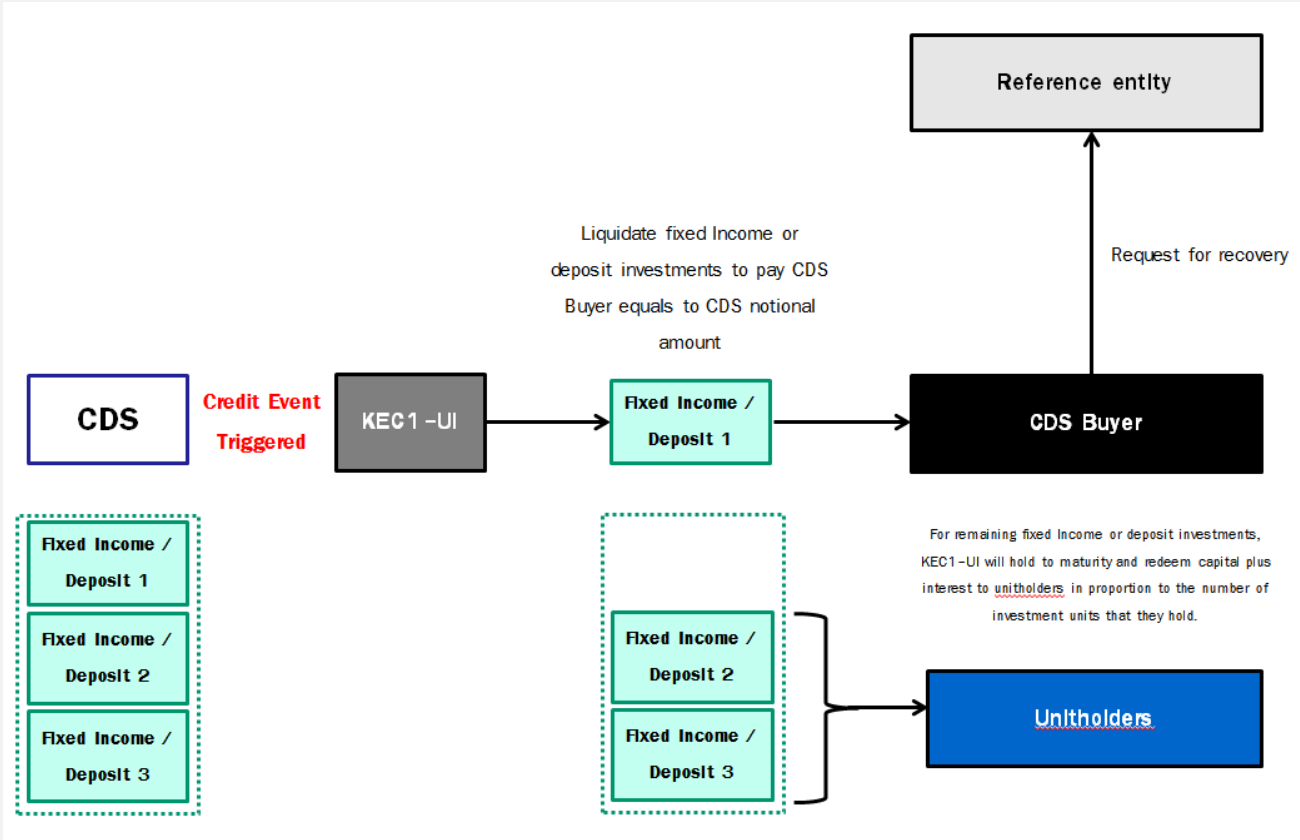 Reference entity
Request for recovery
Liquidate fixed Income or
deposit investments to pay CDS
Buyer equals to CDS notional
amount
CDS
Credit Event
Triggered
KEC1-UI
Fixed Income /
Deposit 1
CDS Buyer
Fixed Income /
Deposit 1
Fixed Income /
Deposit 2
Fixed Income /
Deposit 3
Fixed Income /
Deposit 2
Fixed Income /
Deposit 3
For remaining fixed Income or deposit investments,
KEC1-UI will hold to maturity and redeem capital plus
interest to unitholders in proportion to the number of
investment units that they hold.
Unitholders